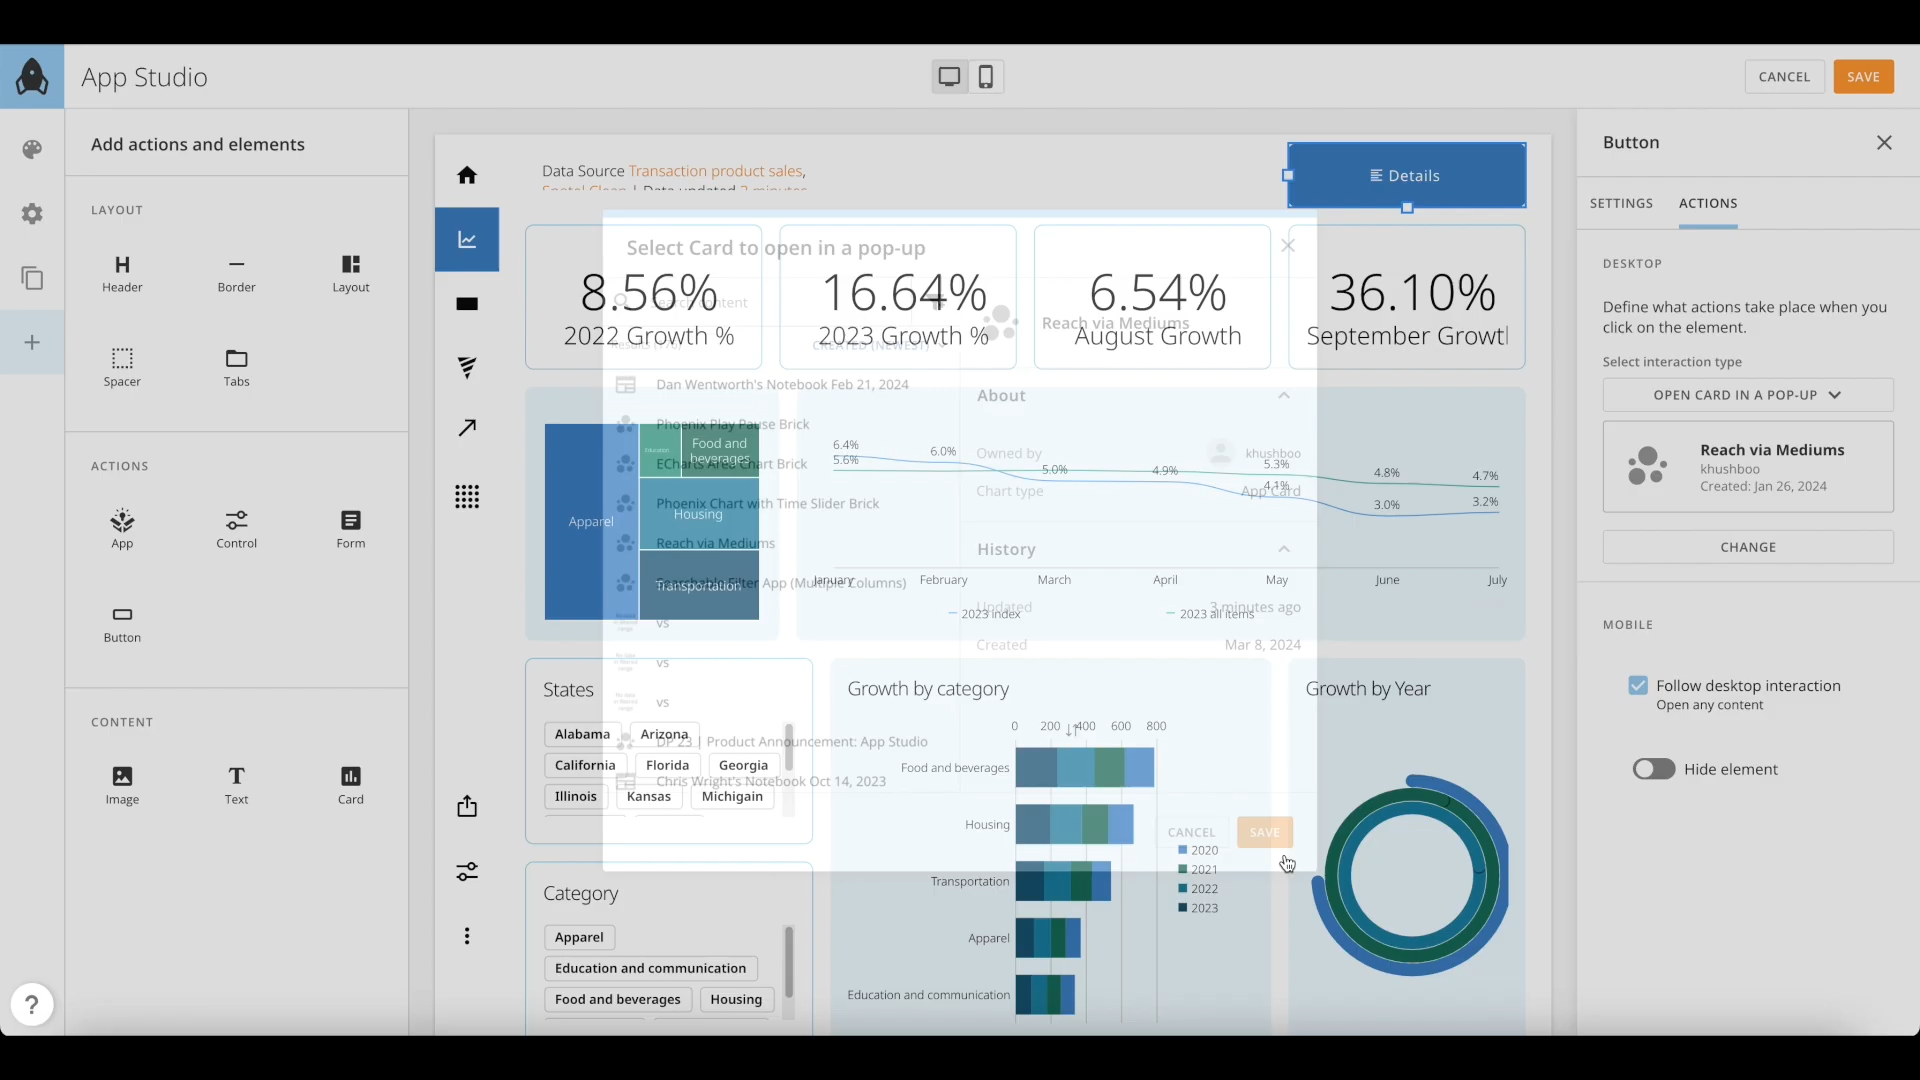 App Studio
CANCEL
SAVE
Add actions and elements
LAYOUT
Header
Border
Layout
Spacer
Tabs
ACTIONS
App
Control
Form
Button
CONTENT
Image
Text
Card
?
Data Source Transaction product sales,
Spotel Clean | Data updated 3 minutes
Details
Select Card to open in a pop-up
8.56%
2022 Growth %
16.64%
2023 Growth %
6.54%
August Growth
36.10%
September Growt
Search content
CREATED (NEWEST)
Reach via Mediums
Dan Wentworth's Notebook Feb 21, 2024
Phoenix Play Pause Brick
ECharts Area Chart Brick
Phoenix Chart with Time Slider Brick
Reach via Mediums
Searchable Filter App (Multiple Columns)
vs
vs
vs
DP 23 | Product Announcement: App Studio
Chris Wright's Notebook Oct 14, 2023
About
Owned by
khushboo
Chart type
App Card
History
Updated
3 minutes ago
Created
Mar 8, 2024
CANCEL
SAVE
Apparel
Education
Food and
beverages
Housing
Transportation
6.4%
5.6%
6.0%
5.0%
4.9%
5.3%
4.1%
4.8%
3.0%
4.7%
3.2%
January
February
March
April
May
June
July
2023 index
2023 all items
States
Alabama
Arizona
California
Florida
Georgia
Illinois
Kansas
Michigain
Category
Apparel
Education and communication
Food and beverages
Housing
Growth by category
0 200 400 600 800
Food and beverages
Housing
Transportation
Apparel
Education and communication
2020
2021
2022
2023
Growth by Year
Button
SETTINGS
ACTIONS
DESKTOP
Define what actions take place when you
click on the element.
Select interaction type
OPEN CARD IN A POP-UP
Reach via Mediums
khushboo
Created: Jan 26, 2024
CHANGE
MOBILE
Follow desktop interaction
Open any content
Hide element